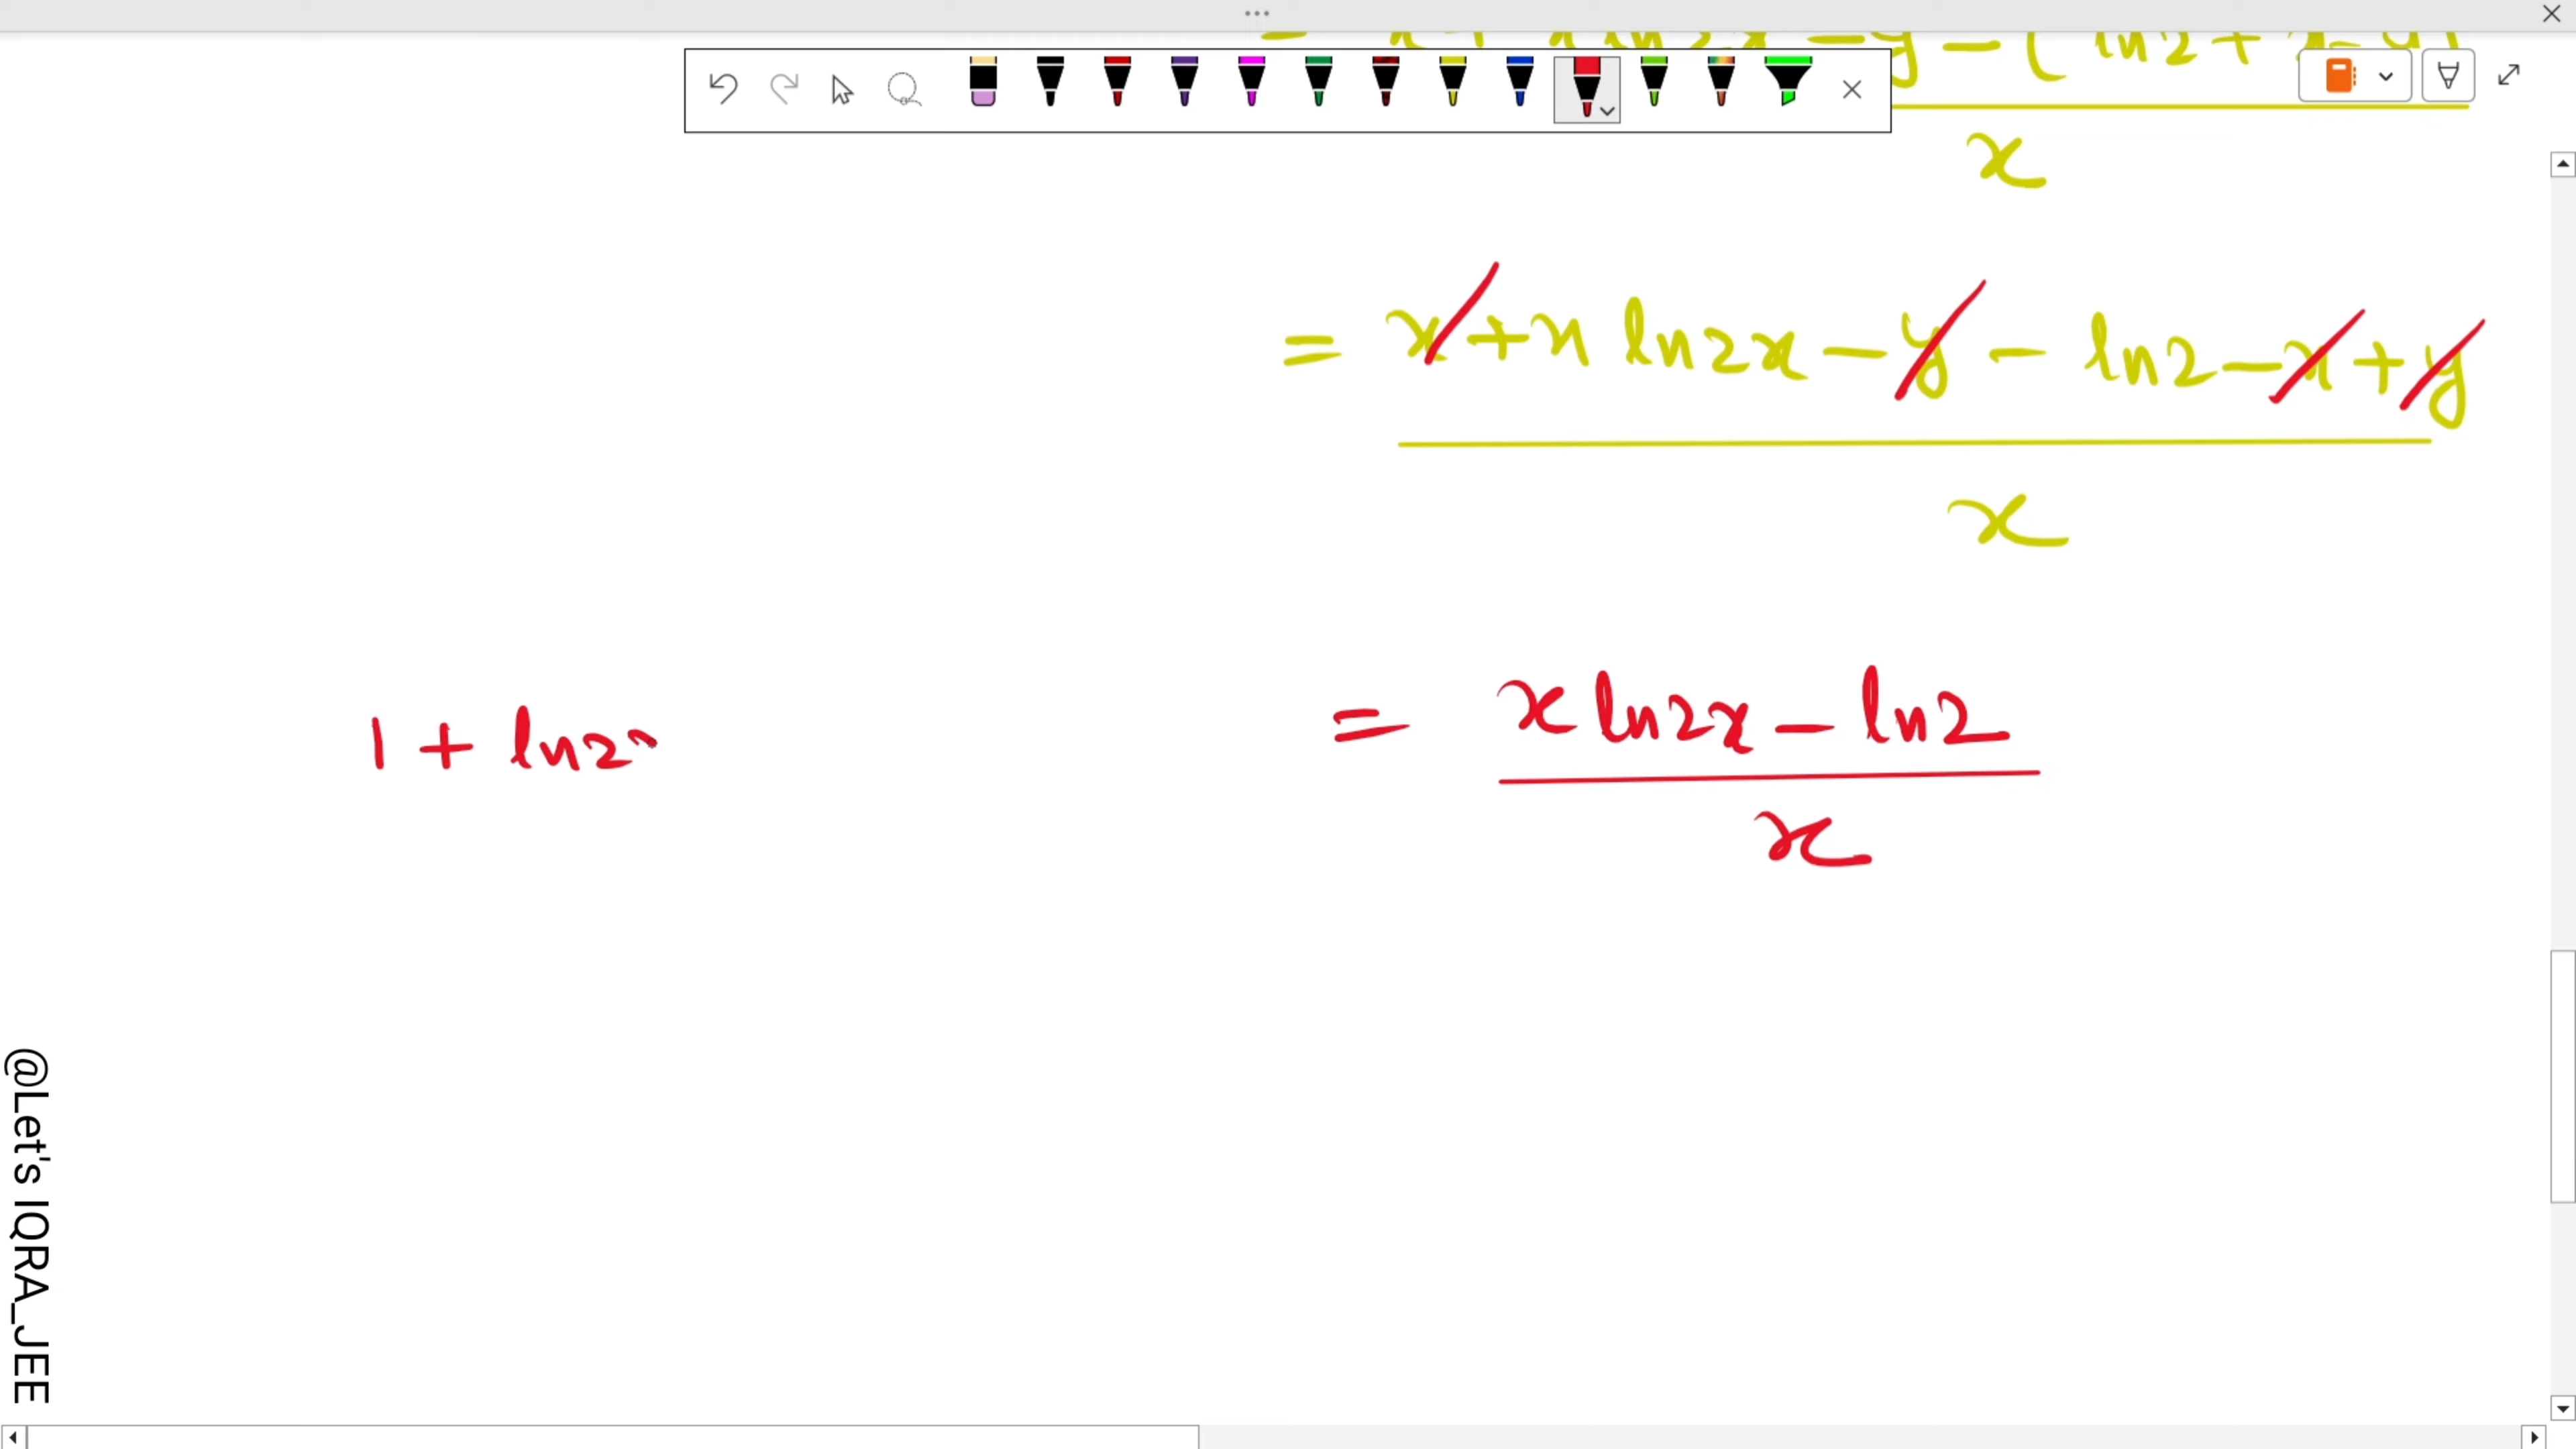 x
= x + x ln2x − y − ln2 − x + y
x
1 + ln2
= x ln2x − ln2
x
@Let's IQRA_JEE